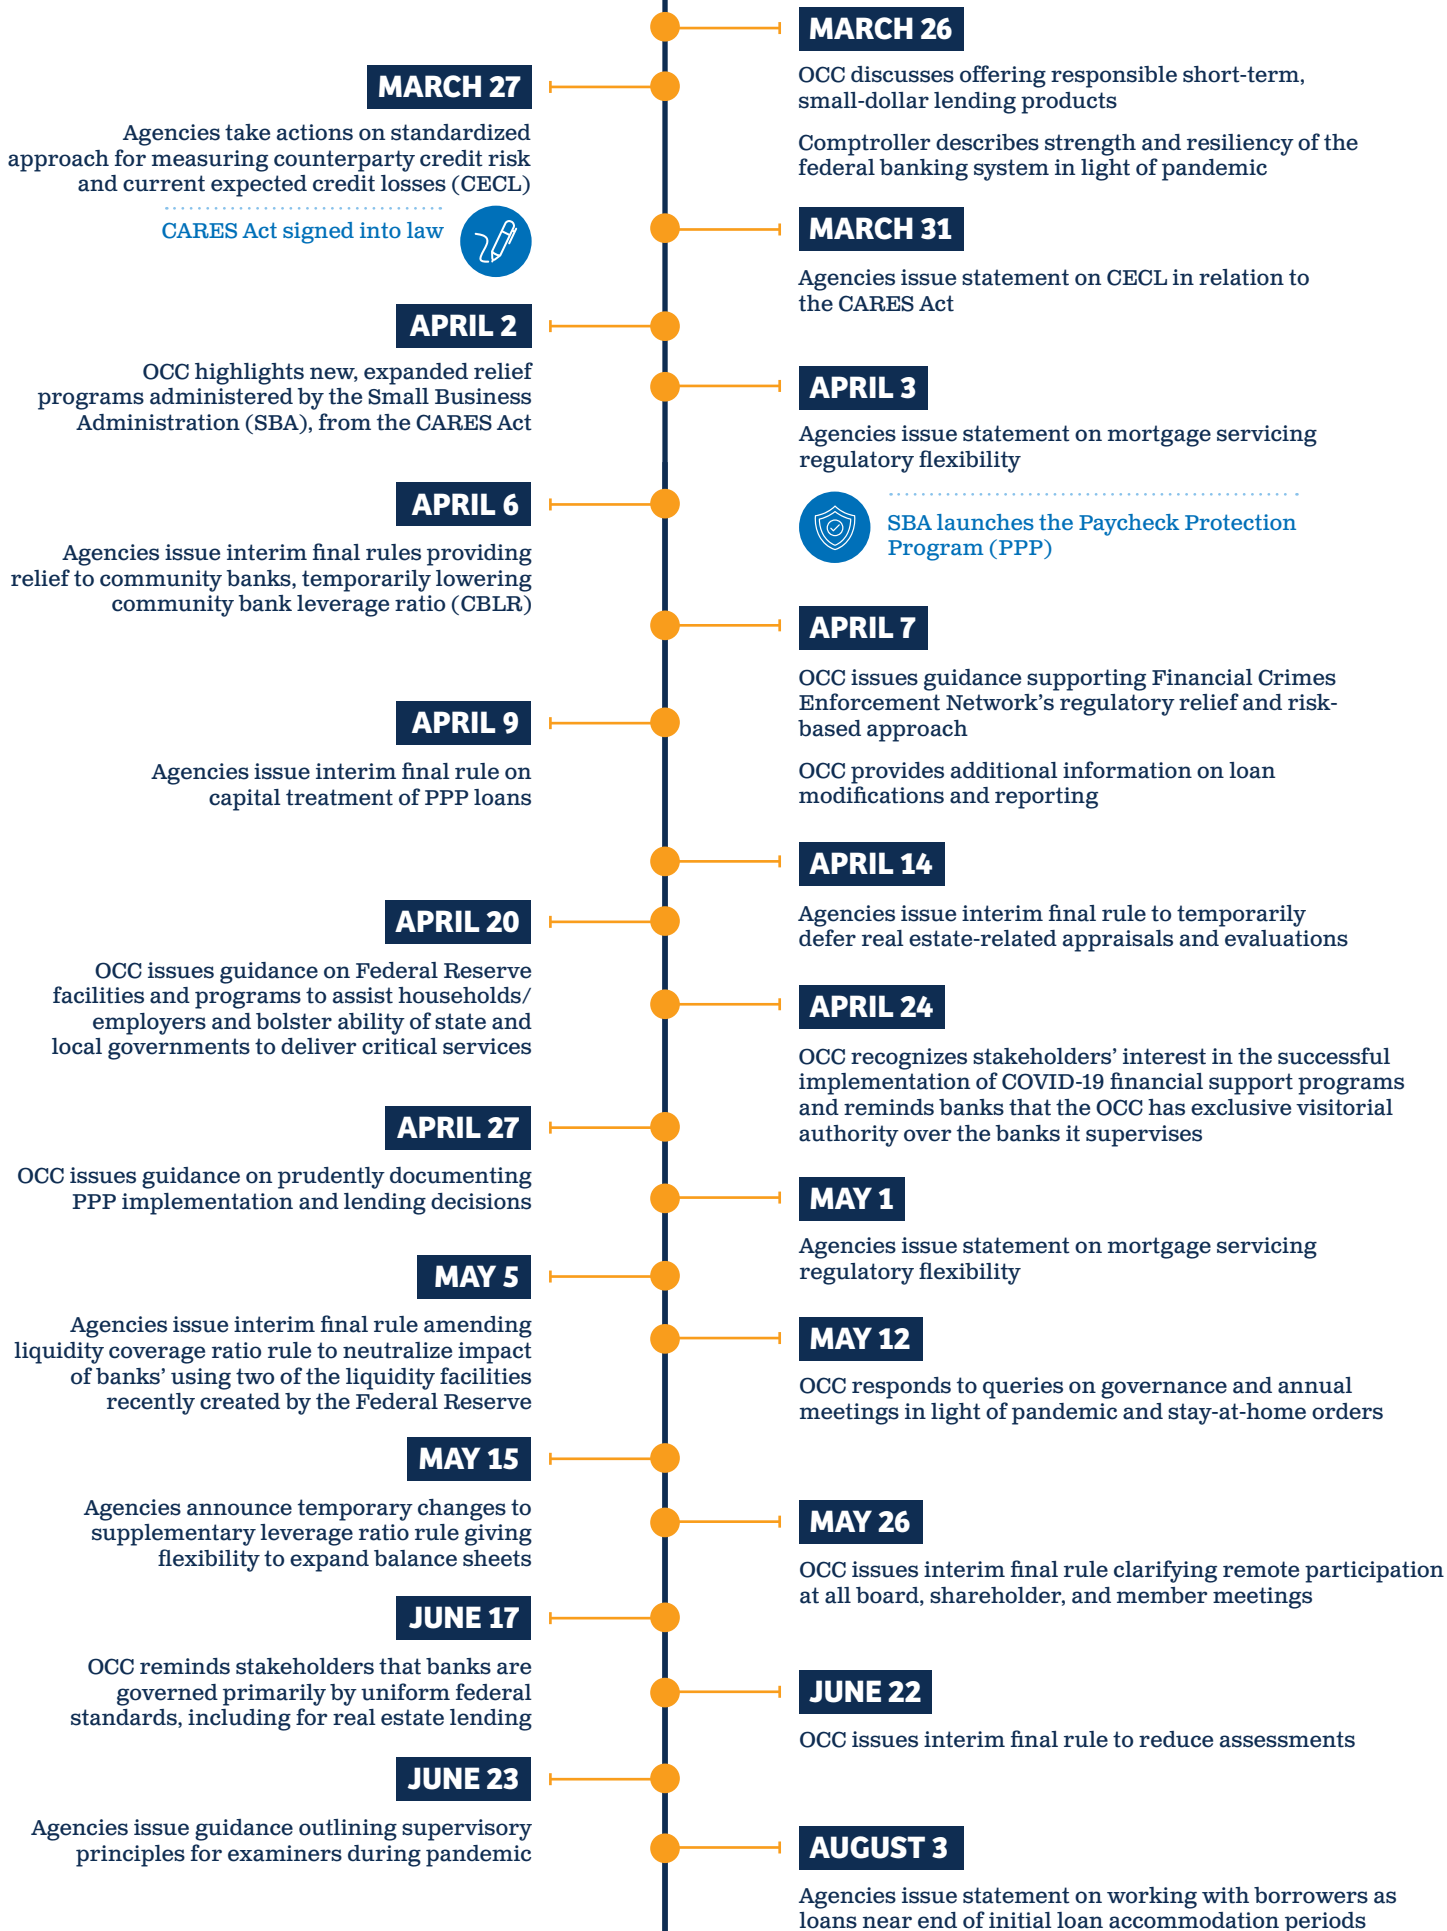 MARCH 26
OCC discusses offering responsible short-term,
small-dollar lending products
Comptroller describes strength and resiliency of the
federal banking system in light of pandemic
MARCH 27
Agencies take actions on standardized
approach for measuring counterparty credit risk
and current expected credit losses (CECL)
CARES Act signed into law
MARCH 31
Agencies issue statement on CECL in relation to
the CARES Act
APRIL 2
OCC highlights new, expanded relief
programs administered by the Small Business
Administration (SBA), from the CARES Act
APRIL 3
Agencies issue statement on mortgage servicing
regulatory flexibility
SBA launches the Paycheck Protection
Program (PPP)
APRIL 6
Agencies issue interim final rules providing
relief to community banks, temporarily lowering
community bank leverage ratio (CBLR)
APRIL 7
OCC issues guidance supporting Financial Crimes
Enforcement Network’s regulatory relief and risk-
based approach
OCC provides additional information on loan
modifications and reporting
APRIL 9
Agencies issue interim final rule on
capital treatment of PPP loans
APRIL 14
Agencies issue interim final rule to temporarily
defer real estate-related appraisals and evaluations
APRIL 20
OCC issues guidance on Federal Reserve
facilities and programs to assist households/
employers and bolster ability of state and
local governments to deliver critical services
APRIL 24
OCC recognizes stakeholders’ interest in the successful
implementation of COVID-19 financial support programs
and reminds banks that the OCC has exclusive visitorial
authority over the banks it supervises
APRIL 27
OCC issues guidance on prudently documenting
PPP implementation and lending decisions
MAY 1
Agencies issue statement on mortgage servicing
regulatory flexibility
MAY 5
Agencies issue interim final rule amending
liquidity coverage ratio rule to neutralize impact
of banks’ using two of the liquidity facilities
recently created by the Federal Reserve
MAY 12
OCC responds to queries on governance and annual
meetings in light of pandemic and stay-at-home orders
MAY 15
Agencies announce temporary changes to
supplementary leverage ratio rule giving
flexibility to expand balance sheets
MAY 26
OCC issues interim final rule clarifying remote participation
at all board, shareholder, and member meetings
JUNE 17
OCC reminds stakeholders that banks are
governed primarily by uniform federal
standards, including for real estate lending
JUNE 22
OCC issues interim final rule to reduce assessments
JUNE 23
Agencies issue guidance outlining supervisory
principles for examiners during pandemic
AUGUST 3
Agencies issue statement on working with borrowers as
loans near end of initial loan accommodation periods